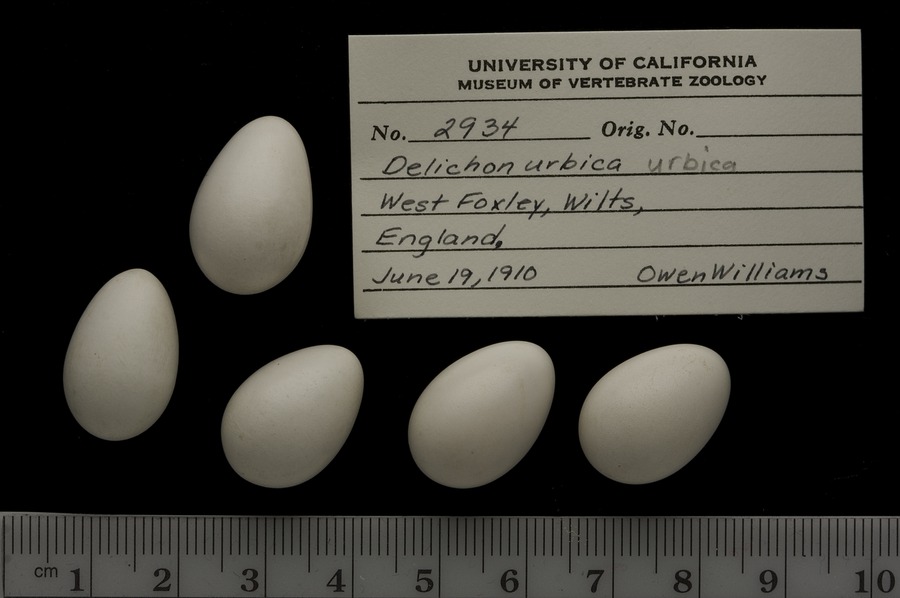 UNIVERSITY OF CALIFORNIA
MUSEUM OF VERTEBRATE ZOOLOGY
No. 2934 Orig. No.
Delichon urbica urbica
West Foxley, Wilts,
England.
June 19, 1910 Owen Williams
cm 1 2 3 4 5 6 7 8 9 10